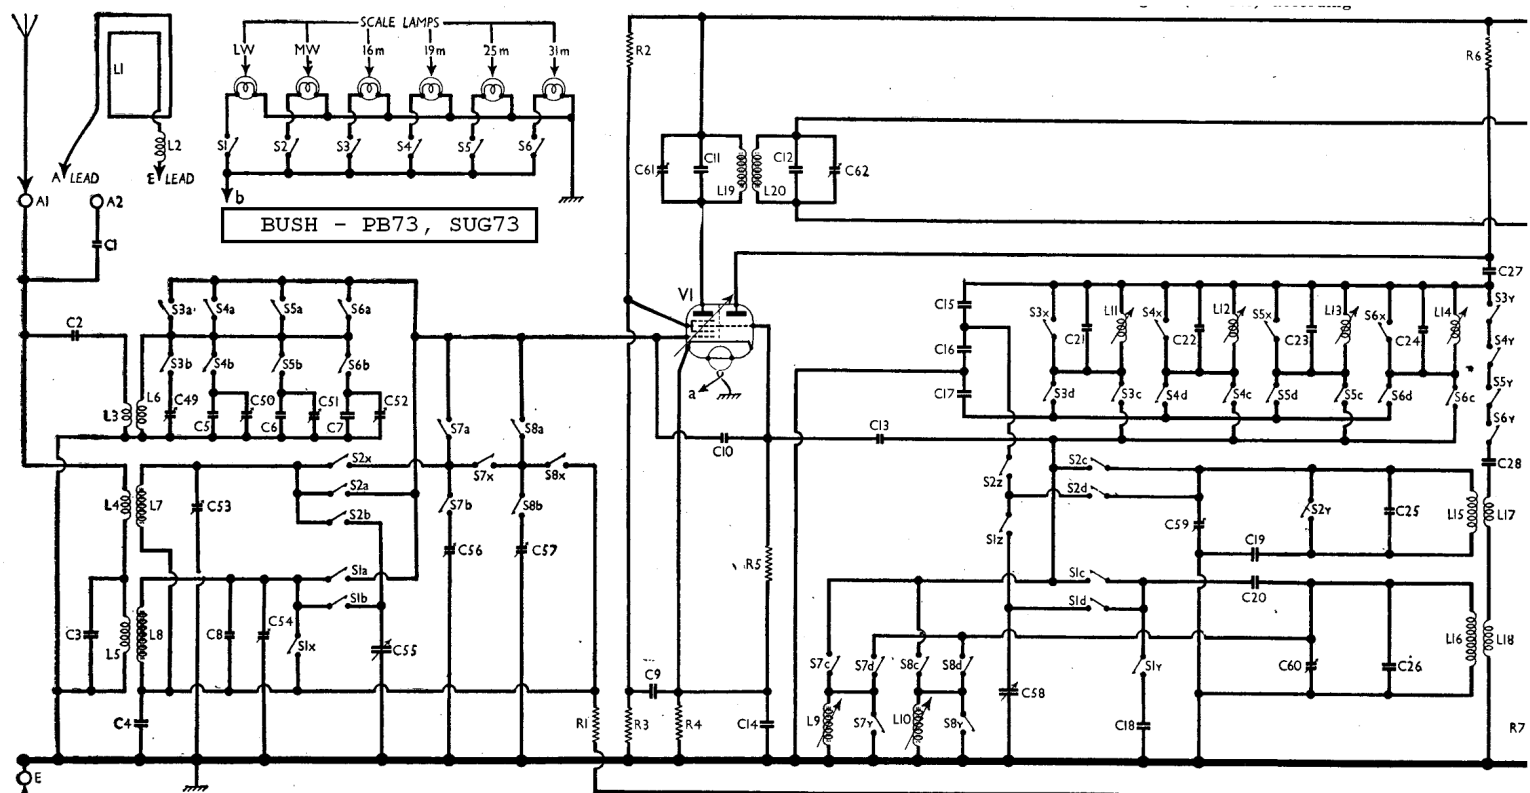 SCALE LAMPS
LW MW 16m 19m 25m 31m
L1
L2
A LEAD
E LEAD
A1 A2
C1
S1 S2 S3 S4 S5 S6
b
BUSH - PB73, SUG73
R2
R6
C61 C11 L19 L20 C12 C62
V1
a
C27
S3a S4a S5a S6a
C2
S3b S4b S5b S6b
L3 L6 C49 C5 C50 C6 C51 C7 C52
S7a S8a
C10
C13
C15
C16
C17
S3x C21 L11 S4x C22 L12 S5x C23 L13 S6x C24 L14
S3Y
S4Y
S5Y
S6Y
S3d S3c S4d S4c S5d S5c S6d S6c
C28
L4 L7 C53
S2x
S2a
S2b
S7x S8x
S7b S8b
C56 C57
S2z
S1z
S2c
S2d
C59 S2Y C25 L15 L17
C19
R5
S1a
S1b
S1c
S1d
C20
C3 L5 L8 C8 C54 S1x C55
S7c S7d S8c S8d
C58
S1Y
C60 C26 L16 L18
C4
R1
C9
R3 R4 C14
L9 S7Y L10 S8Y
C18
R7
E